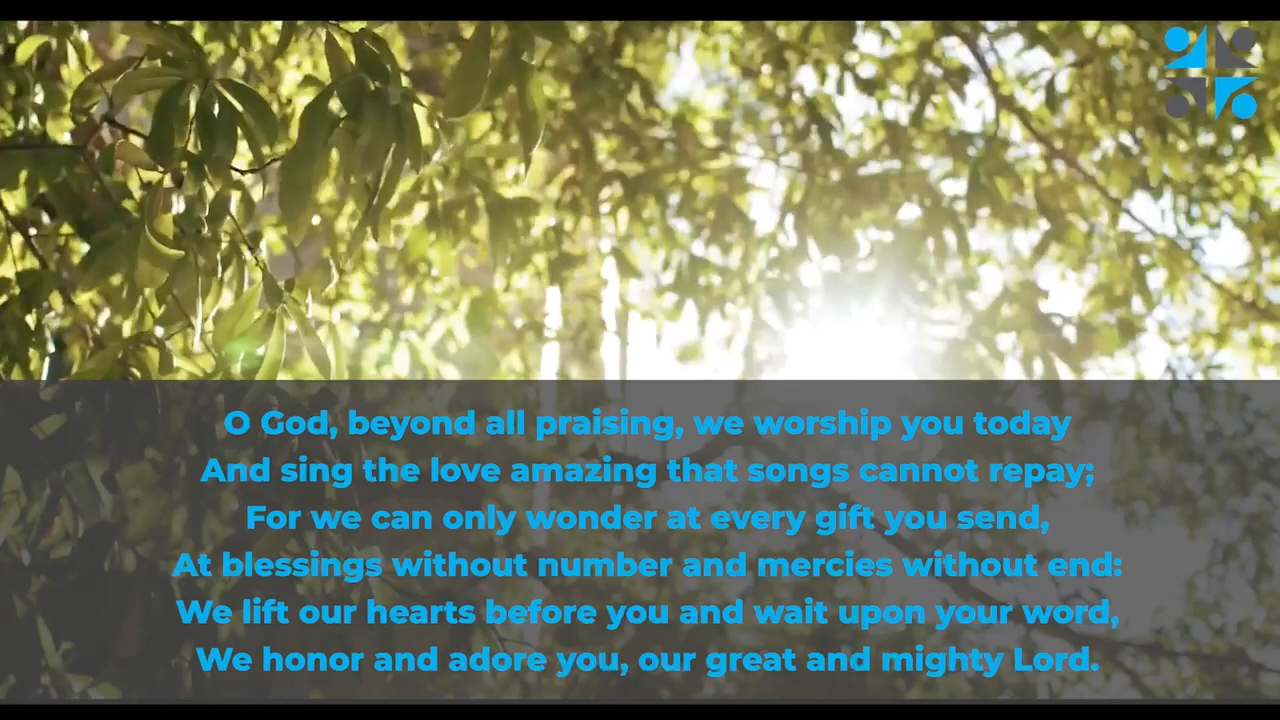 O God, beyond all praising, we worship you today
And sing the love amazing that songs cannot repay;
For we can only wonder at every gift you send,
At blessings without number and mercies without end:
We lift our hearts before you and wait upon your word,
We honor and adore you, our great and mighty Lord.